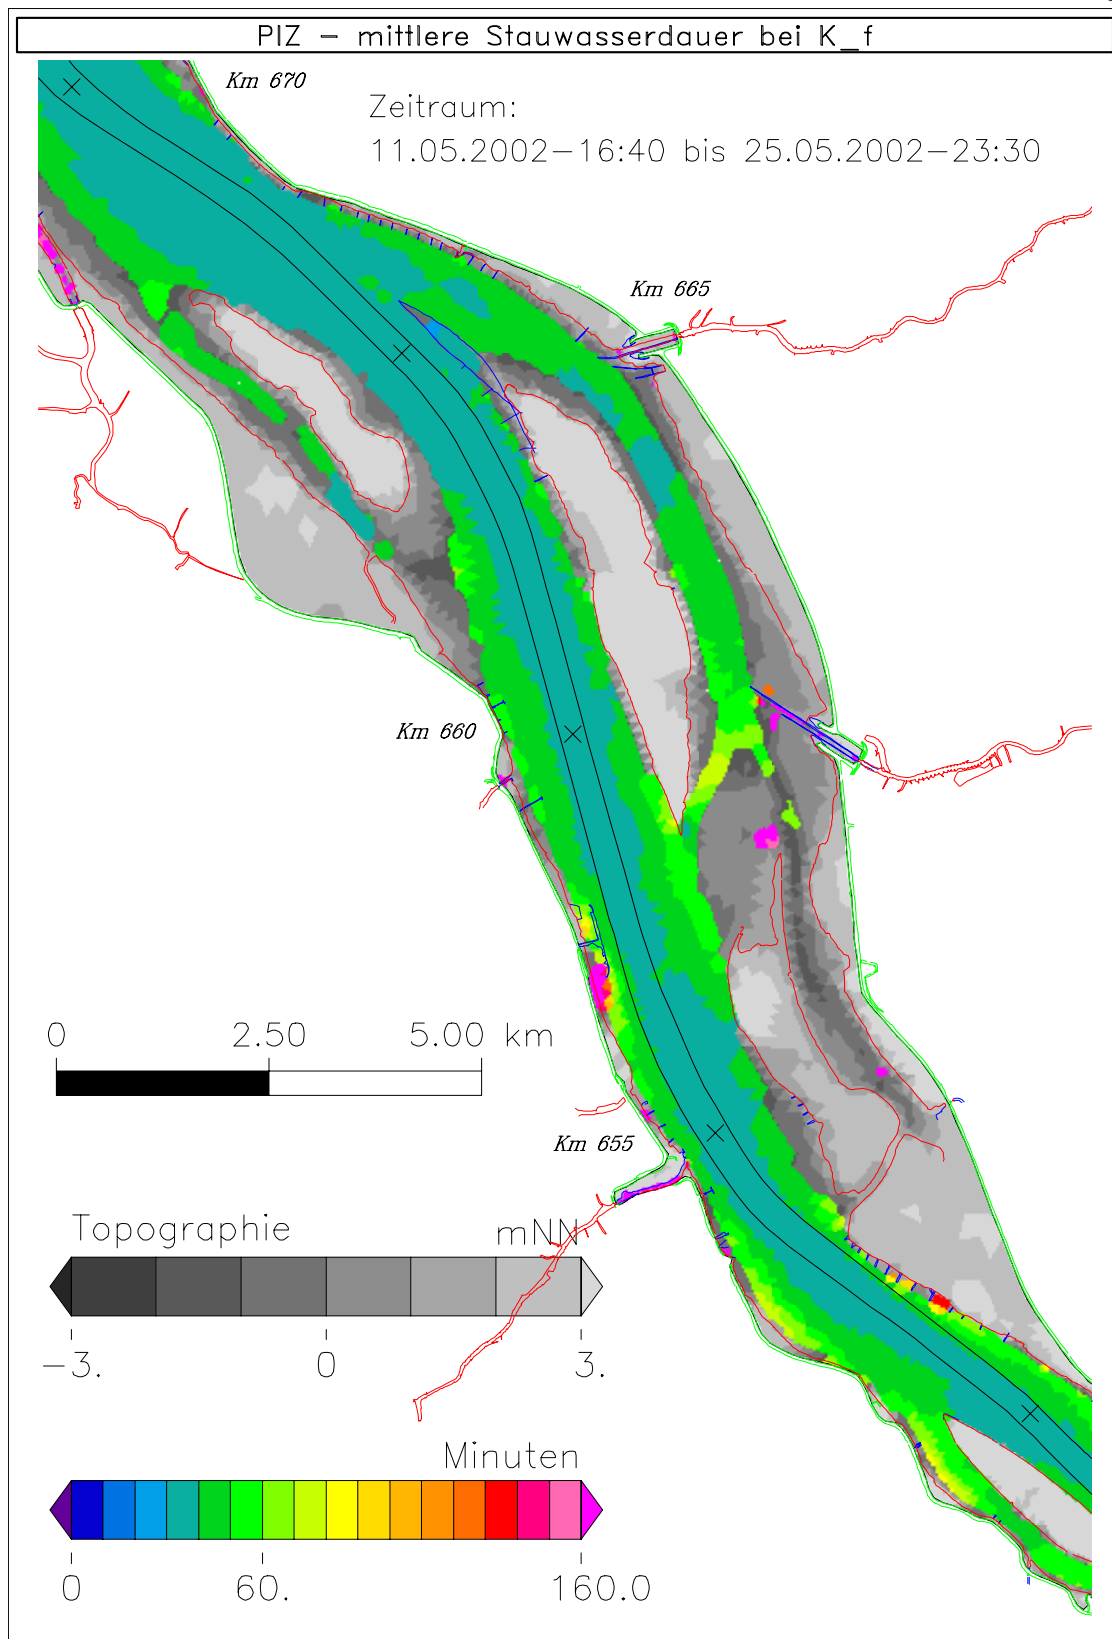 PIZ - mittlere Stauwasserdauer bei K_f
Km 670
Zeitraum:
11.05.2002-16:40 bis 25.05.2002-23:30
Km 665
Km 660
0 2.50 5.00 km
Km 655
Topographie mNN
-3. 0 3.
Minuten
0 60. 160.0